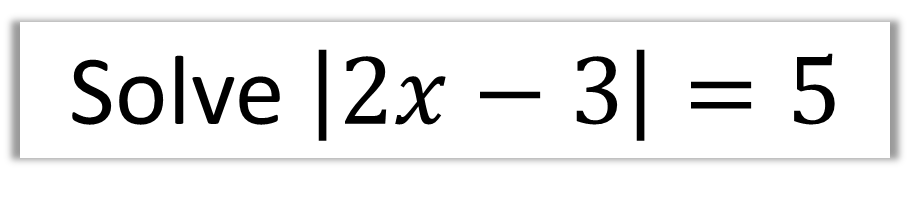 Solve |2𝑥 − 3| = 5